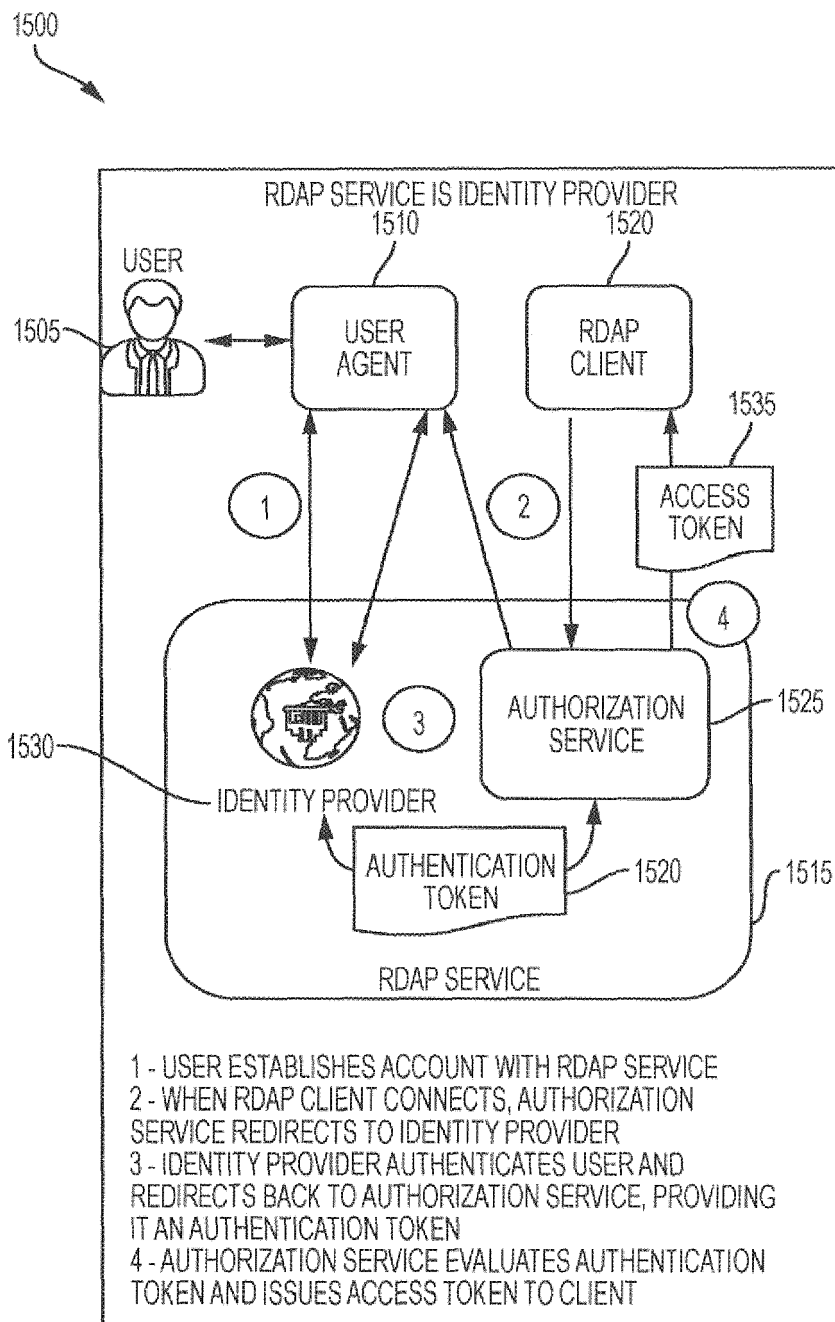 1500
RDAP SERVICE IS IDENTITY PROVIDER
1510
1520
USER
1505
USER
AGENT
RDAP
CLIENT
1535
ACCESS
TOKEN
1
2
4
3
AUTHORIZATION
SERVICE
1525
1530
IDENTITY PROVIDER
AUTHENTICATION
TOKEN
1520
1515
RDAP SERVICE
1 - USER ESTABLISHES ACCOUNT WITH RDAP SERVICE
2 - WHEN RDAP CLIENT CONNECTS, AUTHORIZATION
SERVICE REDIRECTS TO IDENTITY PROVIDER
3 - IDENTITY PROVIDER AUTHENTICATES USER AND
REDIRECTS BACK TO AUTHORIZATION SERVICE, PROVIDING
IT AN AUTHENTICATION TOKEN
4 - AUTHORIZATION SERVICE EVALUATES AUTHENTICATION
TOKEN AND ISSUES ACCESS TOKEN TO CLIENT